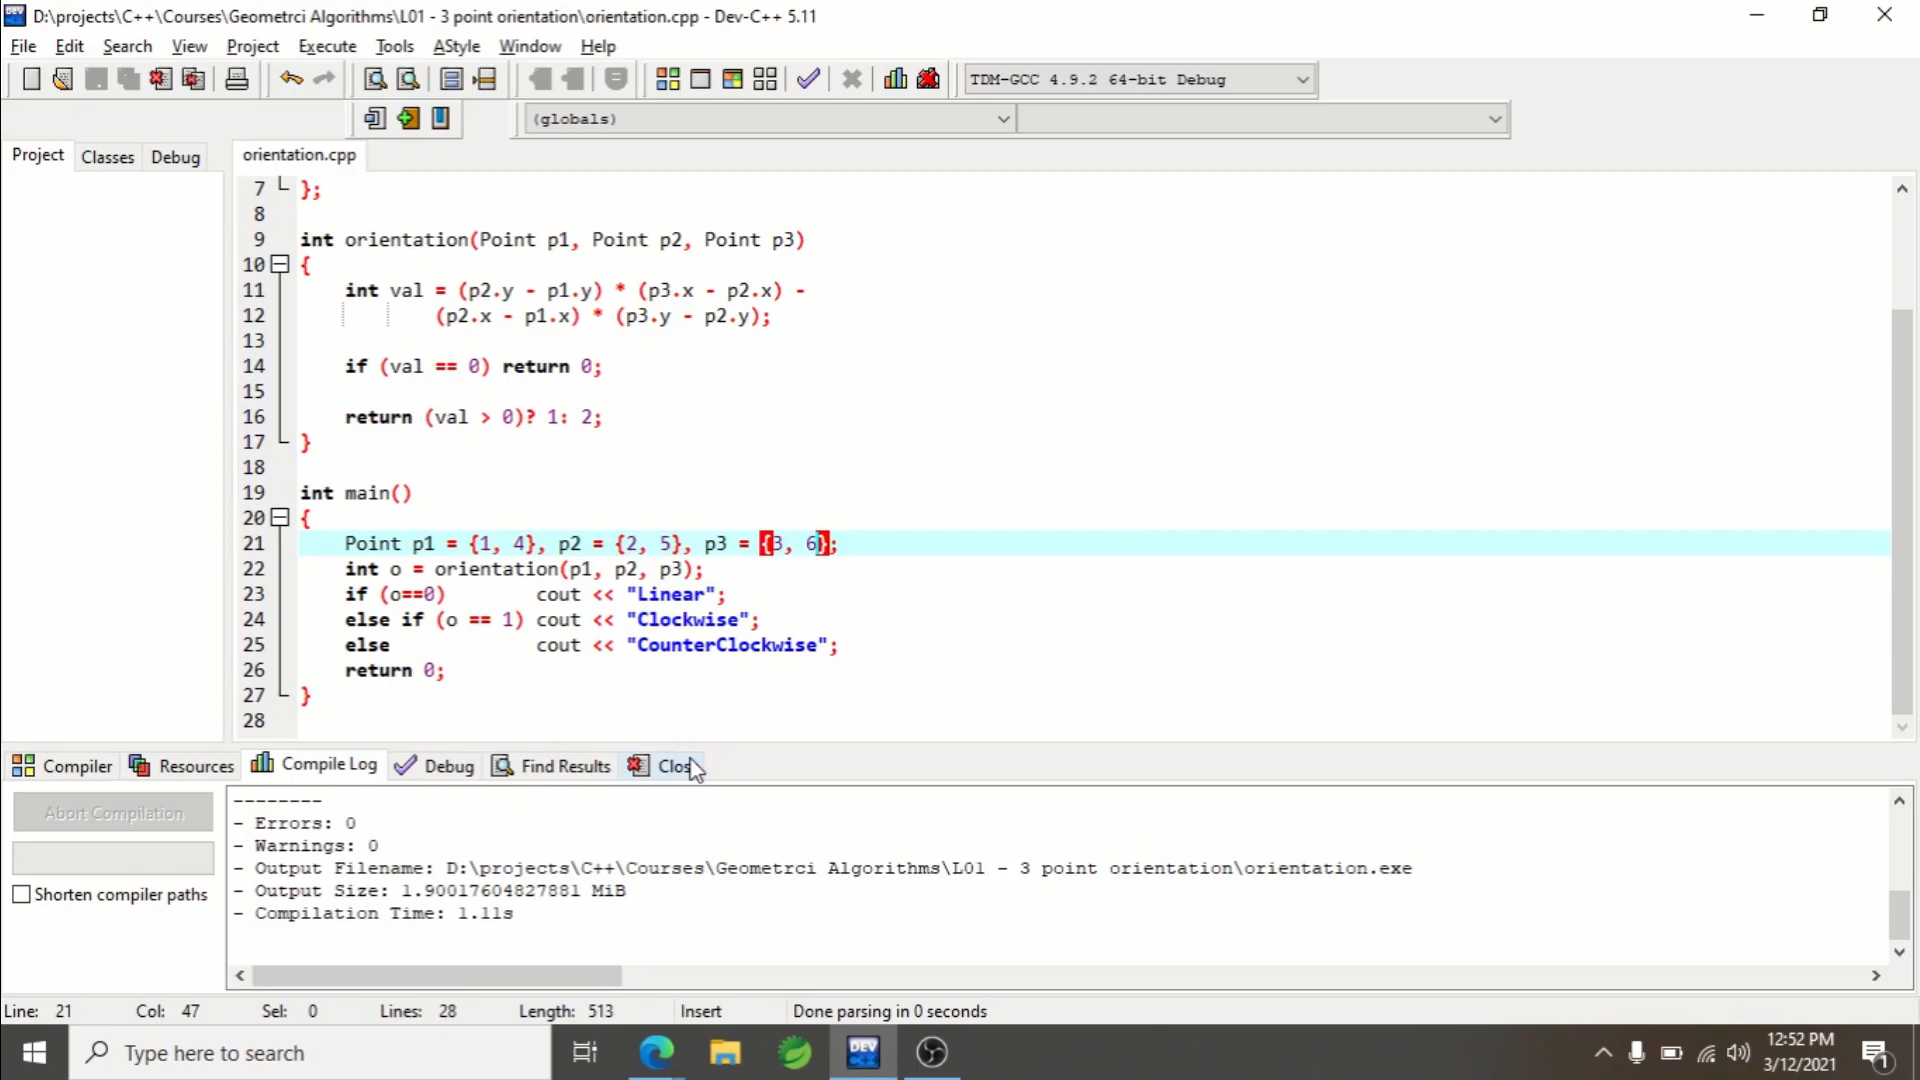 D:\projects\C++\Courses\Geometrci Algorithms\L01 - 3 point orientation\orientation.cpp - Dev-C++ 5.11
File Edit Search View Project Execute Tools AStyle Window Help
TDM-GCC 4.9.2 64-bit Debug
(globals)
Project Classes Debug
orientation.cpp
7 };
8
9 int orientation(Point p1, Point p2, Point p3)
10 {
11 int val = (p2.y - p1.y) * (p3.x - p2.x) -
12 (p2.x - p1.x) * (p3.y - p2.y);
13
14 if (val == 0) return 0;
15
16 return (val > 0)? 1: 2;
17 }
18
19 int main()
20 {
21 Point p1 = {1, 4}, p2 = {2, 5}, p3 = {3, 6};
22 int o = orientation(p1, p2, p3);
23 if (o==0) cout << "Linear";
24 else if (o == 1) cout << "Clockwise";
25 else cout << "CounterClockwise";
26 return 0;
27 }
28
Compiler Resources Compile Log Debug Find Results Clos
Abort Compilation
Shorten compiler paths
--------
- Errors: 0
- Warnings: 0
- Output Filename: D:\projects\C++\Courses\Geometrci Algorithms\L01 - 3 point orientation\orientation.exe
- Output Size: 1.90017604827881 MiB
- Compilation Time: 1.11s
Line: 21 Col: 47 Sel: 0 Lines: 28 Length: 513 Insert Done parsing in 0 seconds
Type here to search
DEV
12:52 PM
3/12/2021
1